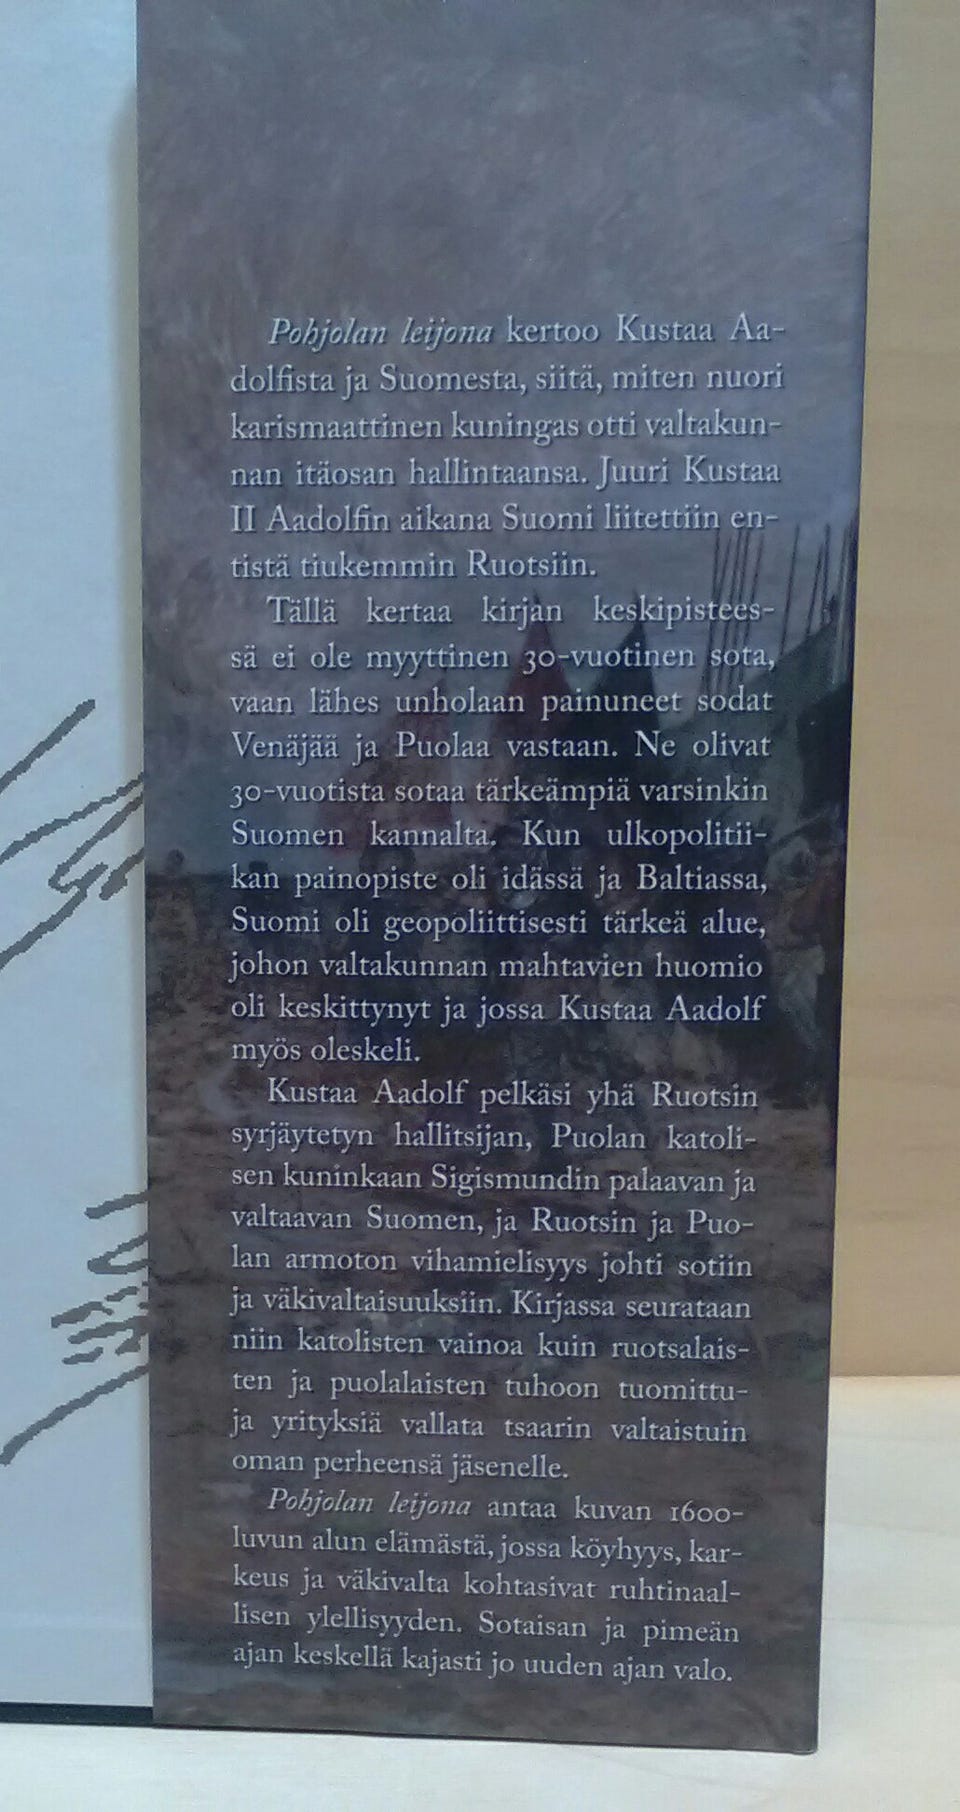 Pohjolan leijona kertoo Kustaa Aa-
dolfista ja Suomesta, siitä, miten nuori
karismaattinen kuningas otti valtakun-
nan itäosan hallintaansa. Juuri Kustaa
II Aadolfin aikana Suomi liitettiin en-
tistä tiukemmin Ruotsiin.
Tällä kertaa kirjan keskipistees-
sä ei ole myyttinen 30-vuotinen sota,
vaan lähes unholaan painuneet sodat
Venäjää ja Puolaa vastaan. Ne olivat
30-vuotista sotaa tärkeämpiä varsinkin
Suomen kannalta. Kun ulkopolitii-
kan painopiste oli idässä ja Baltiassa,
Suomi oli geopoliittisesti tärkeä alue,
johon valtakunnan mahtavien huomio
oli keskittynyt ja jossa Kustaa Aadolf
myös oleskeli.
Kustaa Aadolf pelkäsi yhä Ruotsin
syrjäytetyn hallitsijan, Puolan katoli-
sen kuninkaan Sigismundin palaavan ja
valtaavan Suomen, ja Ruotsin ja Puo-
lan armoton vihamielisyys johti sotiin
ja väkivaltaisuuksiin. Kirjassa seurataan
niin katolisten vainoa kuin ruotsalais-
ten ja puolalaisten tuhoon tuomittu-
ja yrityksiä vallata tsaarin valtaistuin
oman perheensä jäsenelle.
Pohjolan leijona antaa kuvan 1600-
luvun alun elämästä, jossa köyhyys, kar-
keus ja väkivalta kohtasivat ruhtinaal-
lisen ylellisyyden. Sotaisan ja pimeän
ajan keskellä kajasti jo uuden ajan valo.